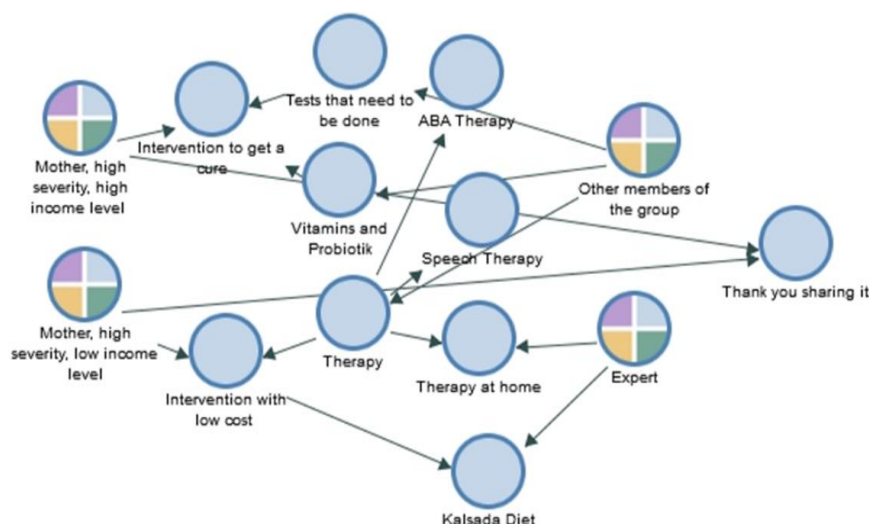 Tests that need to
be done
ABA Therapy
Intervention to get a
cure
Mother, high
severity, high
income level
Other members of
the group
Vitamins and
Probiotik
Speech Therapy
Thank you sharing it
Mother, high
severity, low income
level
Therapy
Therapy at home
Expert
Intervention with
low cost
Kalsada Diet